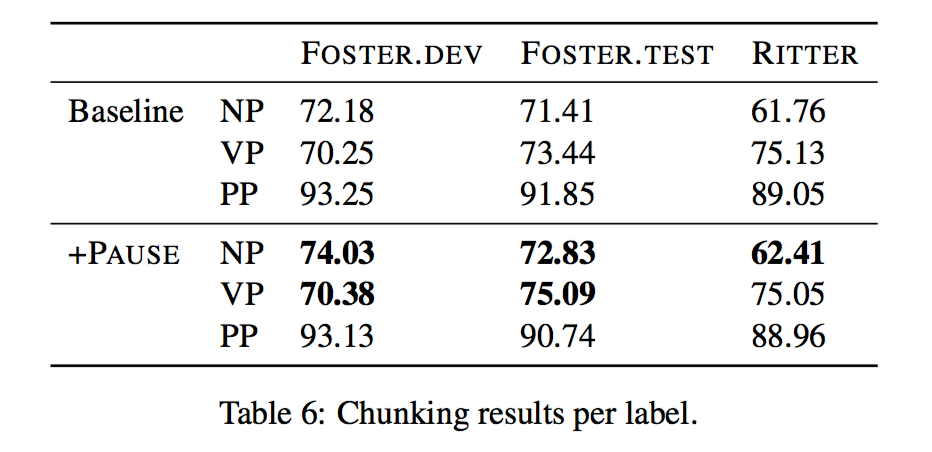 FOSTER.DEV FOSTER.TEST RITTER
Baseline NP 72.18 71.41 61.76
VP 70.25 73.44 75.13
PP 93.25 91.85 89.05
+PAUSE NP 74.03 72.83 62.41
VP 70.38 75.09 75.05
PP 93.13 90.74 88.96
Table 6: Chunking results per label.